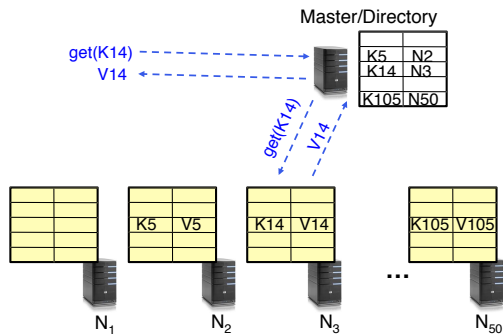 Master/Directory
get(K14)
V14
K5 N2
K14 N3
K105 N50
get(K14)
V14
K5 V5
K14 V14
K105 V105
...
N1
N2
N3
N50